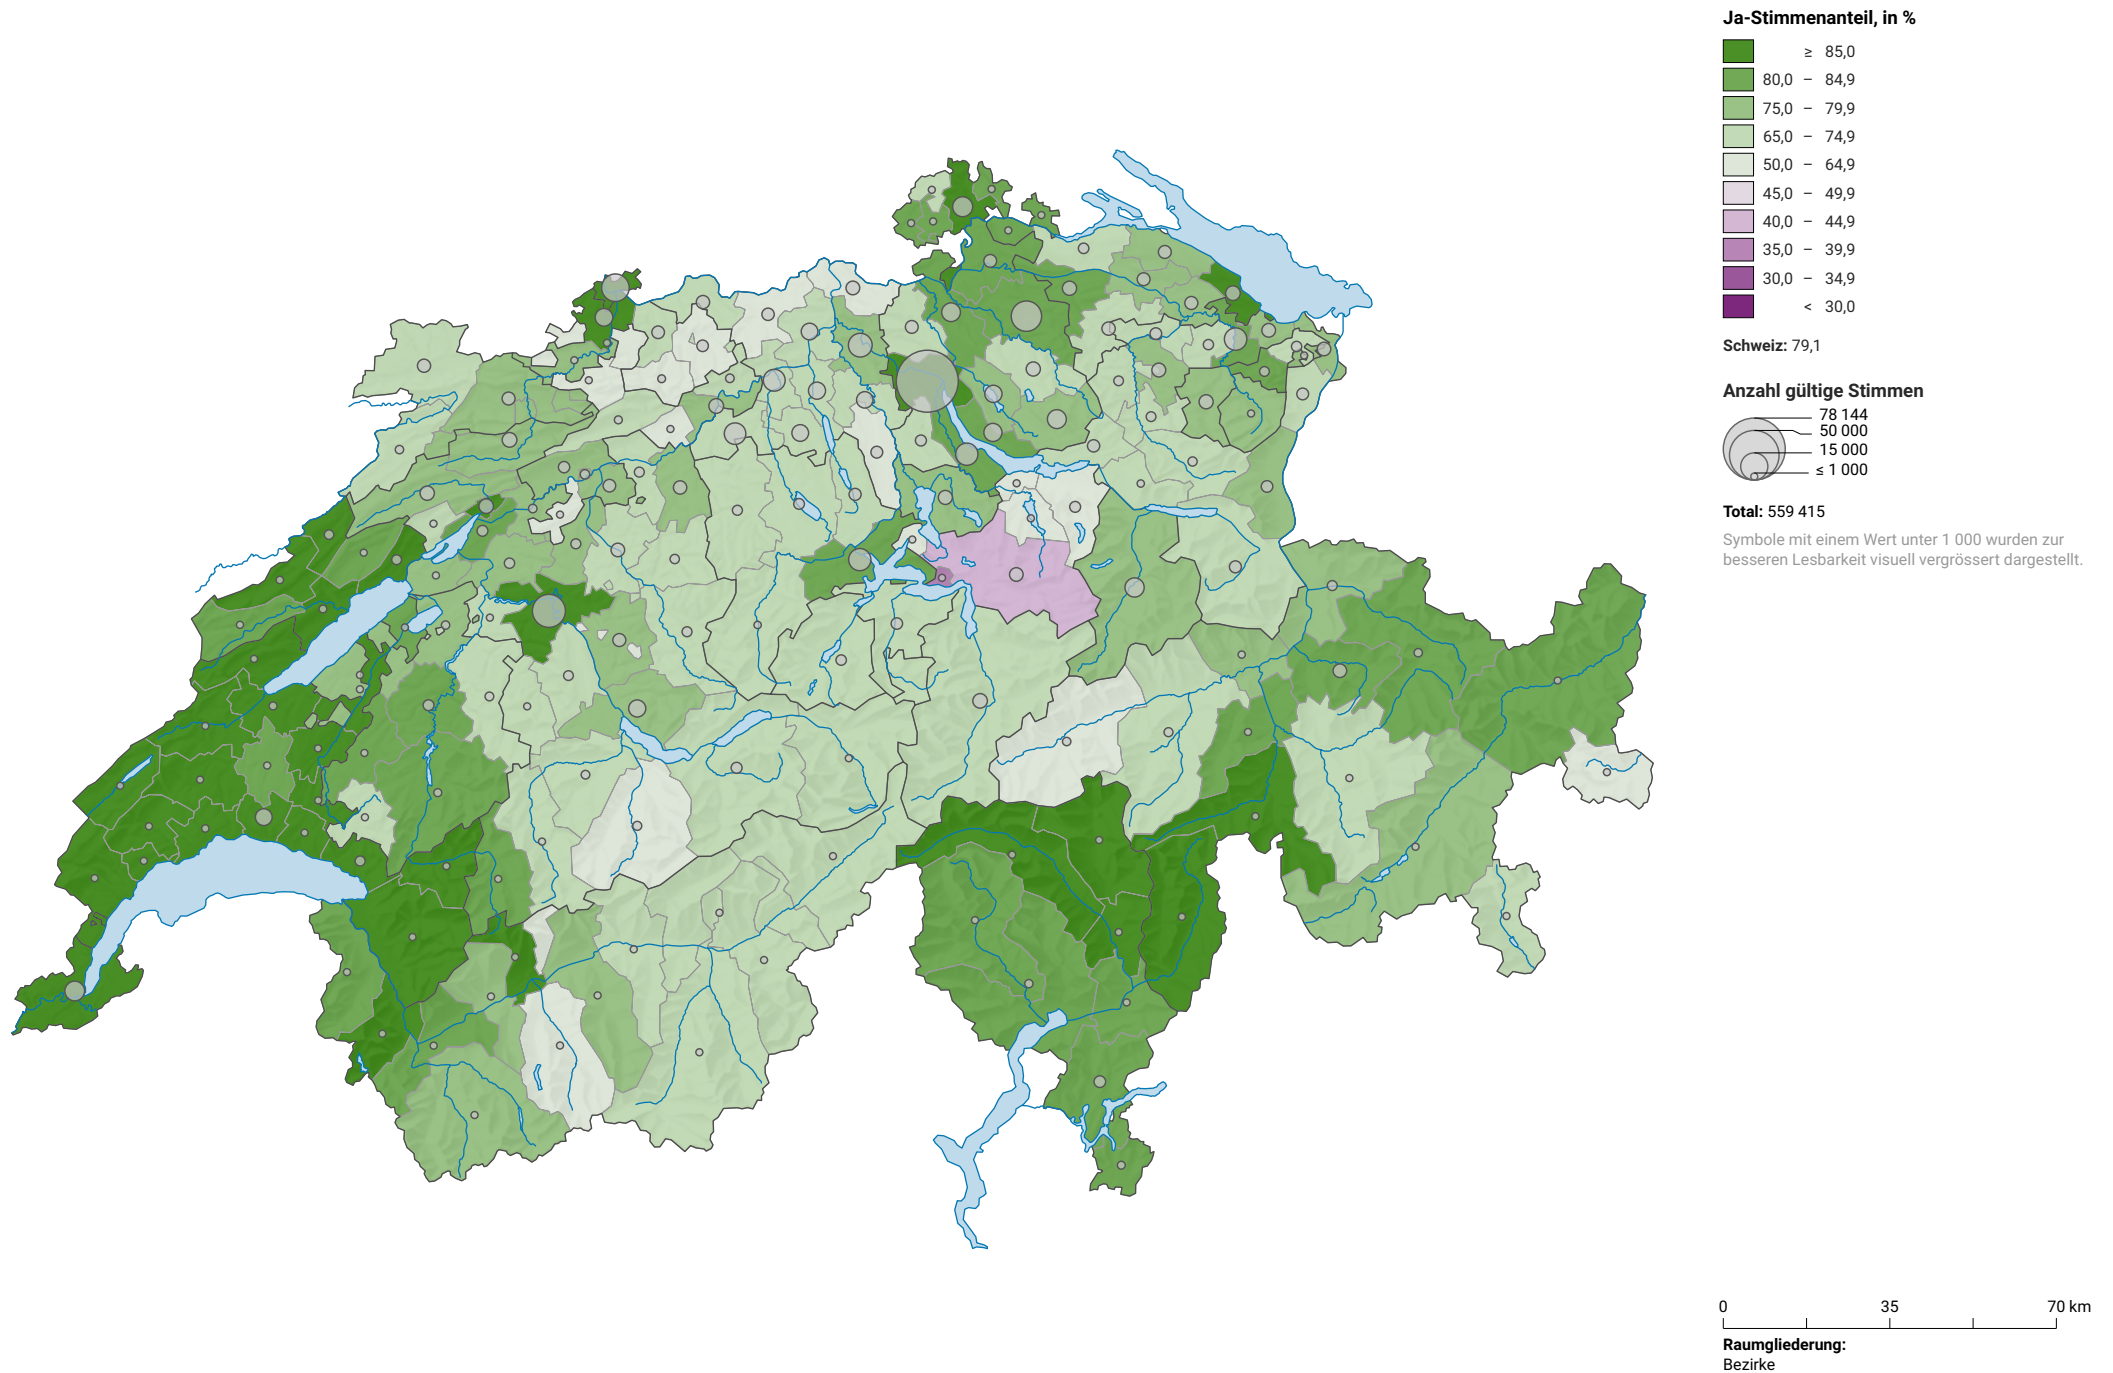 Ja-Stimmenanteil, in %
≥ 85,0
80,0 – 84,9
75,0 – 79,9
65,0 – 74,9
50,0 – 64,9
45,0 – 49,9
40,0 – 44,9
35,0 – 39,9
30,0 – 34,9
< 30,0
Schweiz: 79,1
Anzahl gültige Stimmen
78 144
50 000
15 000
≤ 1 000
Total: 559 415
Symbole mit einem Wert unter 1 000 wurden zur
besseren Lesbarkeit visuell vergrössert dargestellt.
0 35 70 km
Raumgliederung:
Bezirke